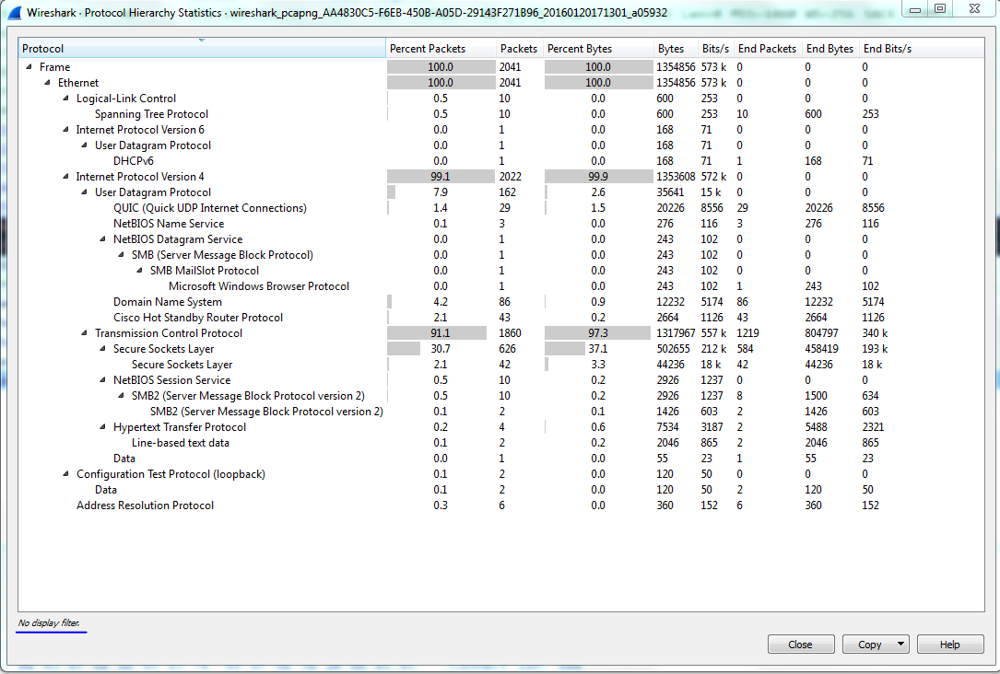 Wireshark · Protocol Hierarchy Statistics · wireshark_pcapng_AA4830C5-F6EB-450B-A05D-29143F271B96_20160120171301_a05932
Protocol Percent Packets Packets Percent Bytes Bytes Bits/s End Packets End Bytes End Bits/s
Frame 100.0 2041 100.0 1354856 573 k 0 0 0
Ethernet 100.0 2041 100.0 1354856 573 k 0 0 0
Logical-Link Control 0.5 10 0.0 600 253 0 0 0
Spanning Tree Protocol 0.5 10 0.0 600 253 10 600 253
Internet Protocol Version 6 0.0 1 0.0 168 71 0 0 0
User Datagram Protocol 0.0 1 0.0 168 71 0 0 0
DHCPv6 0.0 1 0.0 168 71 1 168 71
Internet Protocol Version 4 99.1 2022 99.9 1353608 572 k 0 0 0
User Datagram Protocol 7.9 162 2.6 35641 15 k 0 0 0
QUIC (Quick UDP Internet Connections) 1.4 29 1.5 20226 8556 29 20226 8556
NetBIOS Name Service 0.1 3 0.0 276 116 3 276 116
NetBIOS Datagram Service 0.0 1 0.0 243 102 0 0 0
SMB (Server Message Block Protocol) 0.0 1 0.0 243 102 0 0 0
SMB MailSlot Protocol 0.0 1 0.0 243 102 0 0 0
Microsoft Windows Browser Protocol 0.0 1 0.0 243 102 1 243 102
Domain Name System 4.2 86 0.9 12232 5174 86 12232 5174
Cisco Hot Standby Router Protocol 2.1 43 0.2 2664 1126 43 2664 1126
Transmission Control Protocol 91.1 1860 97.3 1317967 557 k 1219 804797 340 k
Secure Sockets Layer 30.7 626 37.1 502655 212 k 584 458419 193 k
Secure Sockets Layer 2.1 42 3.3 44236 18 k 42 44236 18 k
NetBIOS Session Service 0.5 10 0.2 2926 1237 0 0 0
SMB2 (Server Message Block Protocol version 2) 0.5 10 0.2 2926 1237 8 1500 634
SMB2 (Server Message Block Protocol version 2) 0.1 2 0.1 1426 603 2 1426 603
Hypertext Transfer Protocol 0.2 4 0.6 7534 3187 2 5488 2321
Line-based text data 0.1 2 0.2 2046 865 2 2046 865
Data 0.0 1 0.0 55 23 1 55 23
Configuration Test Protocol (loopback) 0.1 2 0.0 120 50 0 0 0
Data 0.1 2 0.0 120 50 2 120 50
Address Resolution Protocol 0.3 6 0.0 360 152 6 360 152
No display filter.
Close Copy Help